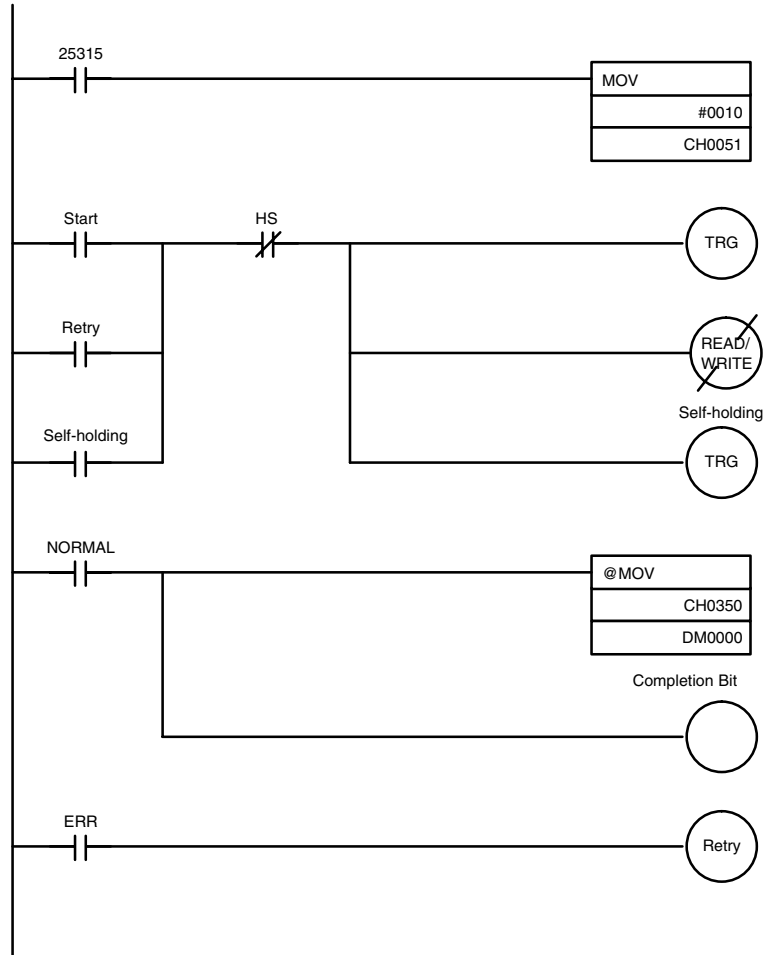 25315
MOV
#0010
CH0051
Start
HS
TRG
Retry
READ/
WRITE
Self-holding
Self-holding
TRG
NORMAL
@MOV
CH0350
DM0000
Completion Bit
ERR
Retry